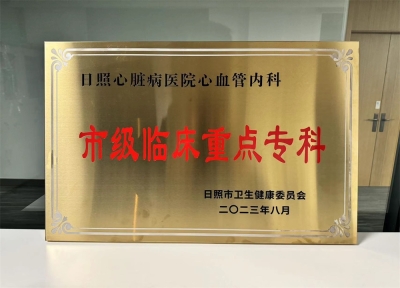 日照心脏病医院心血管内科
市级临床重点专科
日照市卫生健康委员会
二〇二三年八月